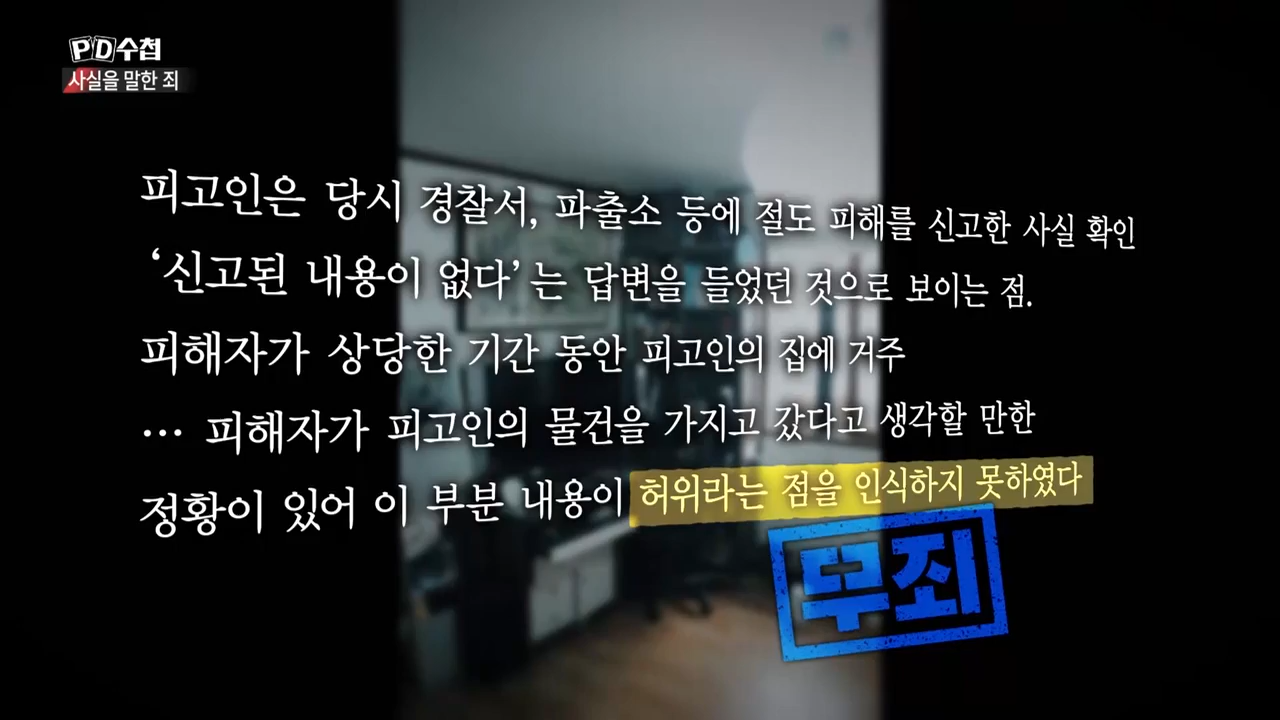 PD수첩
사실을 말한 죄
피고인은 당시 경찰서, 파출소 등에 절도 피해를 신고한 사실 확인
‘신고된 내용이 없다’는 답변을 들었던 것으로 보이는 점.
피해자가 상당한 기간 동안 피고인의 집에 거주
… 피해자가 피고인의 물건을 가지고 갔다고 생각할 만한
정황이 있어 이 부분 내용이 허위라는 점을 인식하지 못하였다
무죄